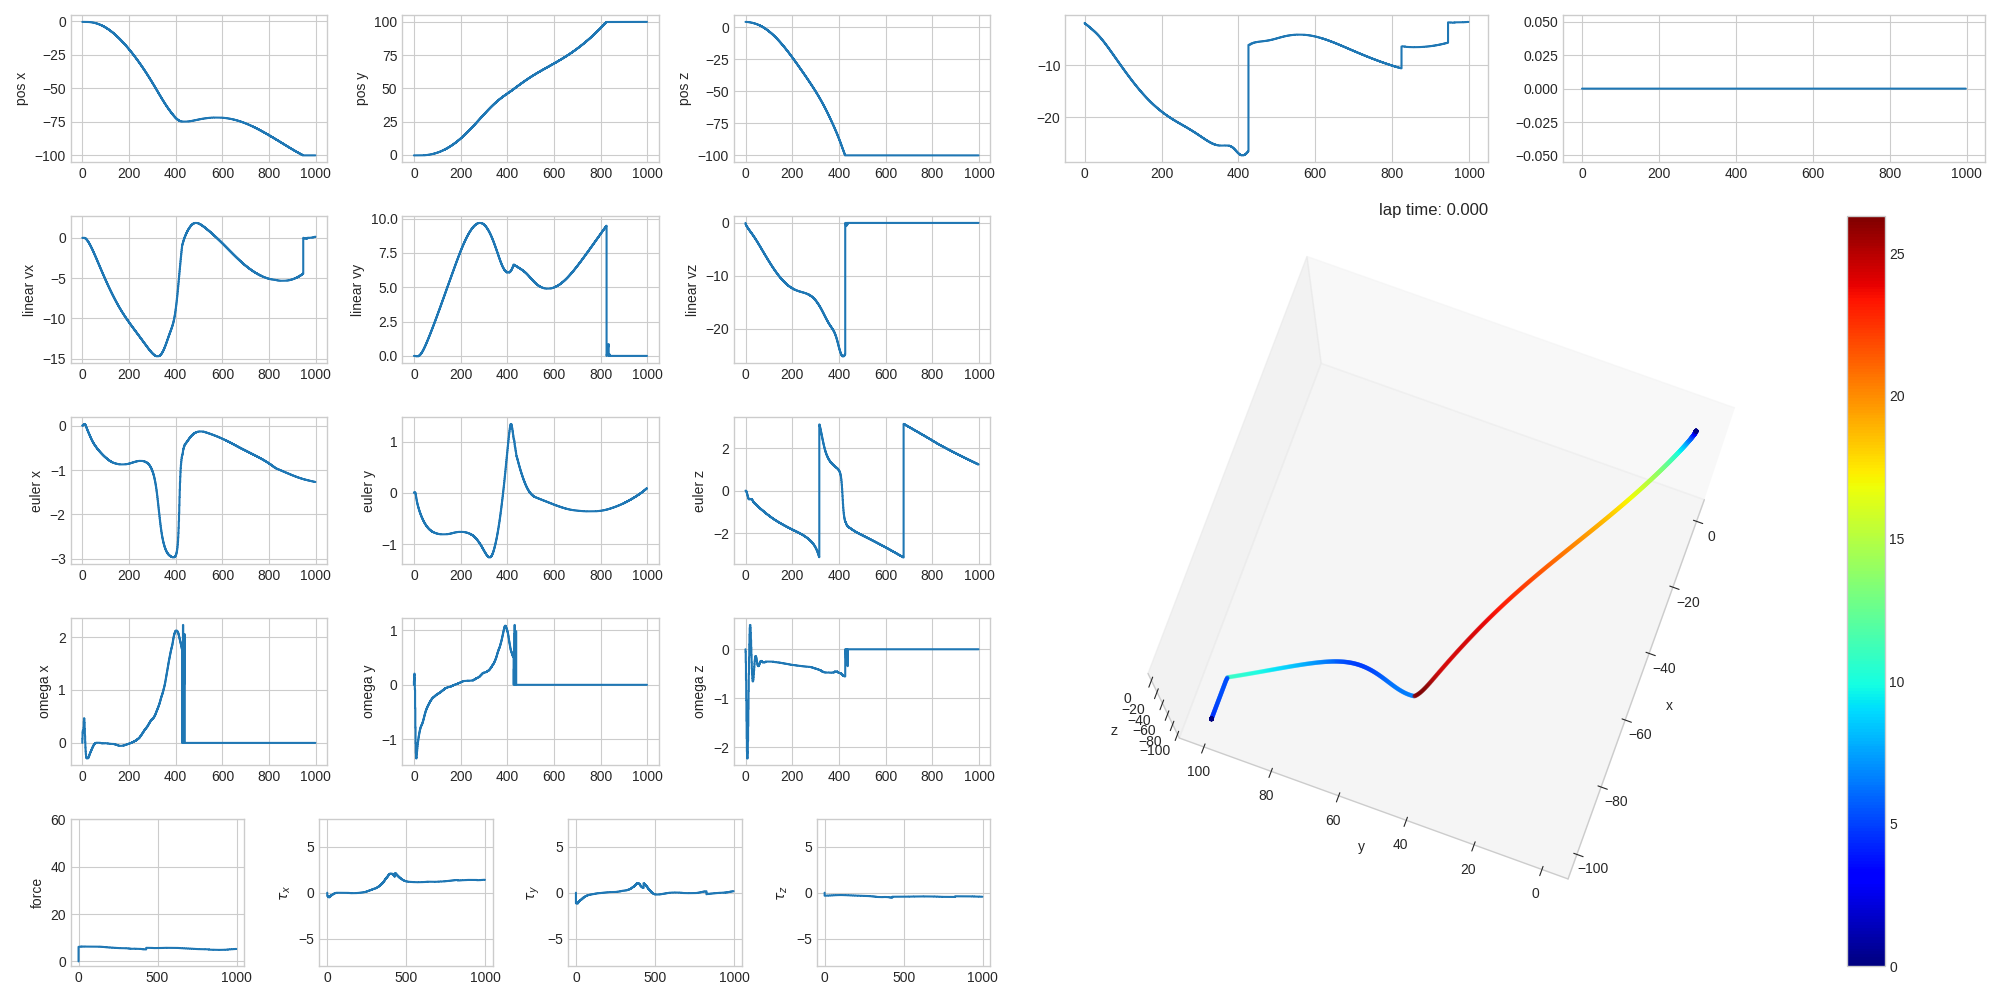 0
−25
−50
−75
−100
pos x
0 200 400 600 800 1000
100
75
50
25
0
pos y
0 200 400 600 800 1000
0
−25
−50
−75
−100
pos z
0 200 400 600 800 1000
−10
−20
0 200 400 600 800 1000
0.050
0.025
0.000
−0.025
−0.050
0 200 400 600 800 1000
0
−5
−10
−15
linear vx
0 200 400 600 800 1000
10.0
7.5
5.0
2.5
0.0
linear vy
0 200 400 600 800 1000
0
−10
−20
linear vz
0 200 400 600 800 1000
0
−1
−2
−3
euler x
0 200 400 600 800 1000
1
0
−1
euler y
0 200 400 600 800 1000
2
0
−2
euler z
0 200 400 600 800 1000
2
1
0
omega x
0 200 400 600 800 1000
1
0
−1
omega y
0 200 400 600 800 1000
0
−1
−2
omega z
0 200 400 600 800 1000
60
40
20
0
force
0 500 1000
5
0
−5
τx
0 500 1000
5
0
−5
τy
0 500 1000
5
0
−5
τz
0 500 1000
lap time: 0.000
0
−20
−40
−60
−80
−100
x
0
−20
−40
−60
−80
−100
z
100
80
60
40
20
0
y
25
20
15
10
5
0